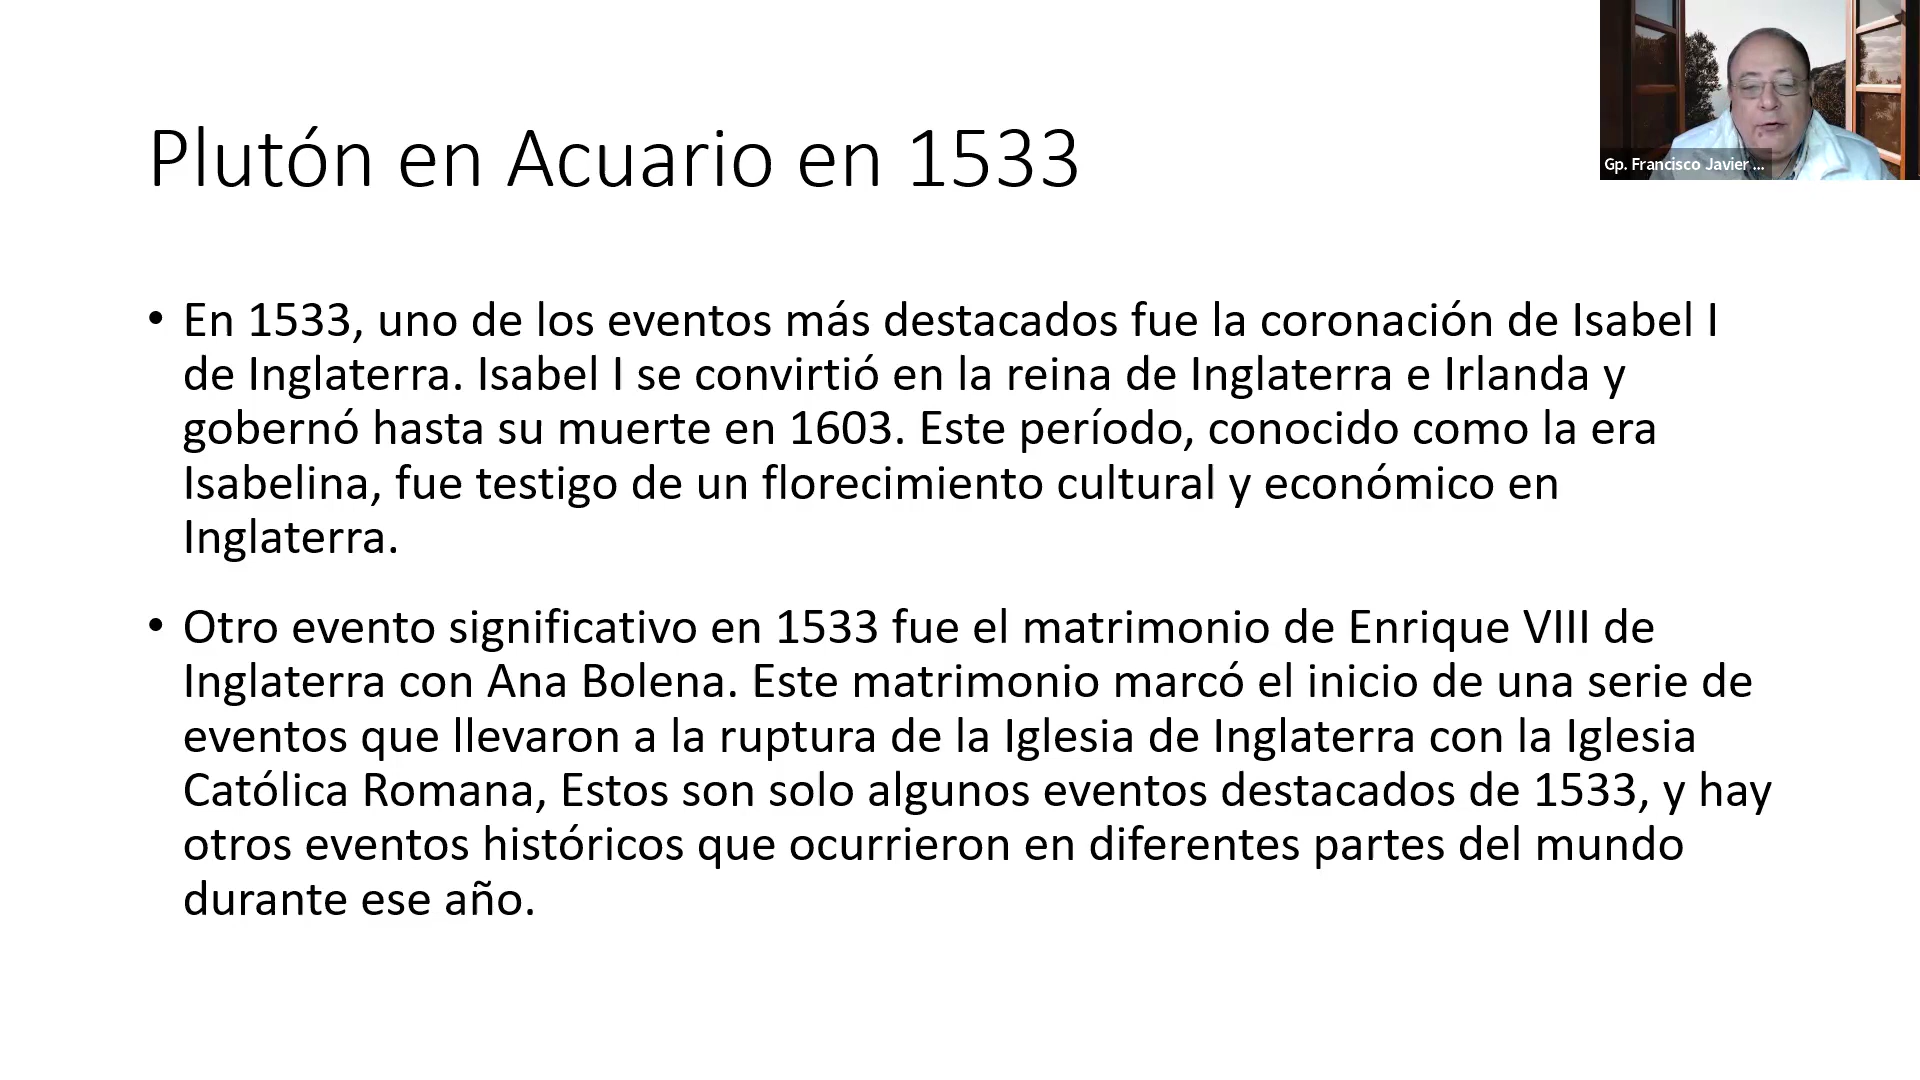 Gp. Francisco Javier ...
Plutón en Acuario en 1533
• En 1533, uno de los eventos más destacados fue la coronación de Isabel I
de Inglaterra. Isabel I se convirtió en la reina de Inglaterra e Irlanda y
gobernó hasta su muerte en 1603. Este período, conocido como la era
Isabelina, fue testigo de un florecimiento cultural y económico en
Inglaterra.
• Otro evento significativo en 1533 fue el matrimonio de Enrique VIII de
Inglaterra con Ana Bolena. Este matrimonio marcó el inicio de una serie de
eventos que llevaron a la ruptura de la Iglesia de Inglaterra con la Iglesia
Católica Romana, Estos son solo algunos eventos destacados de 1533, y hay
otros eventos históricos que ocurrieron en diferentes partes del mundo
durante ese año.